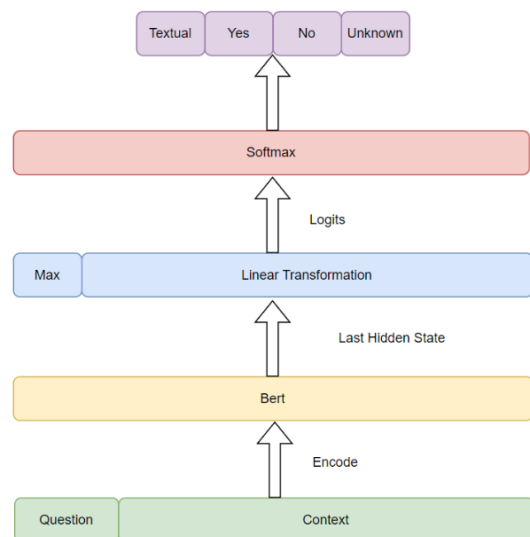 Textual Yes No Unknown
Softmax
Logits
Max Linear Transformation
Last Hidden State
Bert
Encode
Question Context